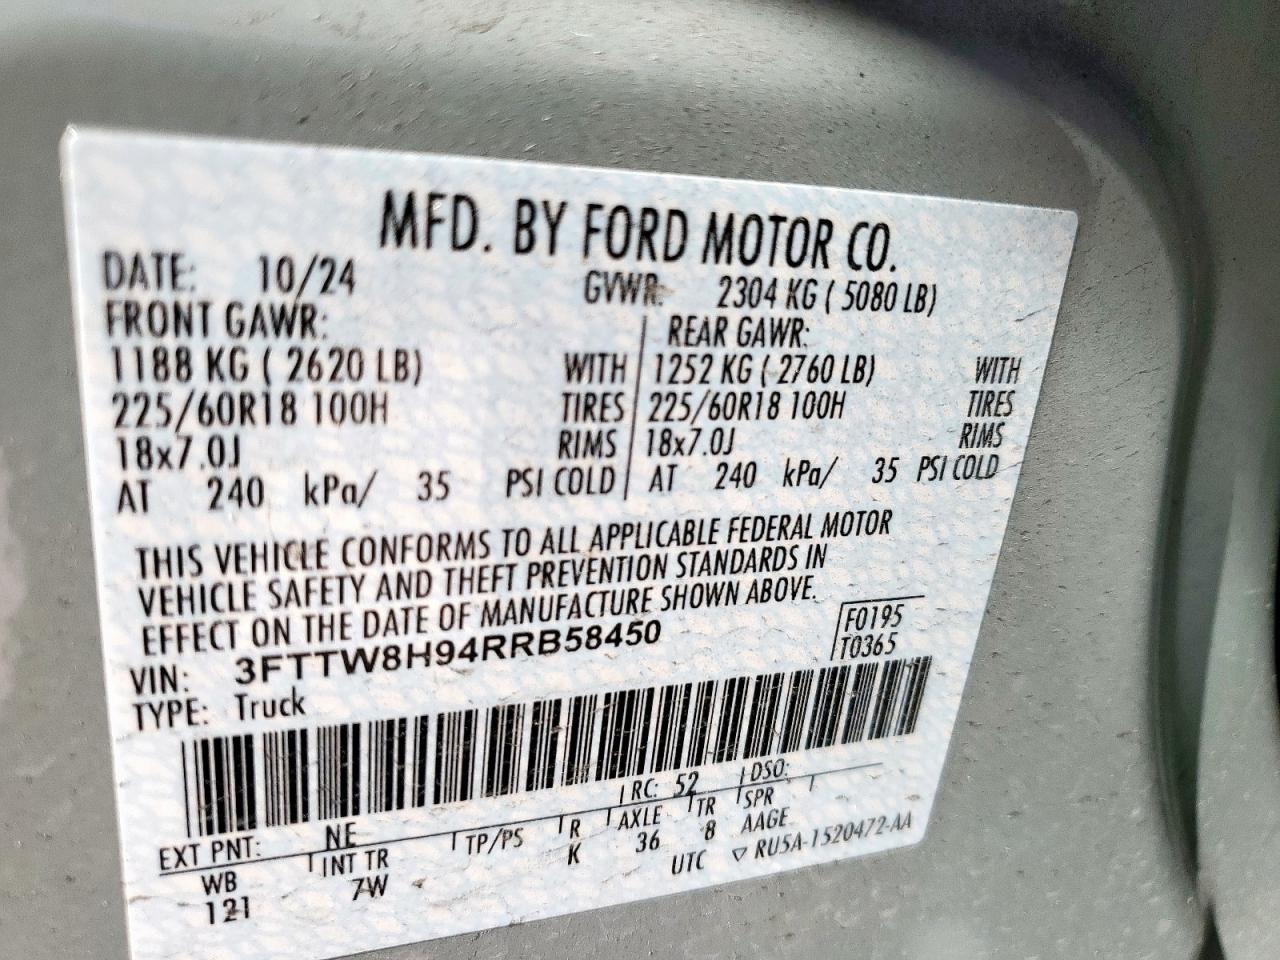 MFD. BY FORD MOTOR CO.
DATE: 10/24 GVWR: 2304 KG ( 5080 LB)
FRONT GAWR: REAR GAWR:
1188 KG ( 2620 LB) WITH 1252 KG ( 2760 LB) WITH
225/60R18 100H TIRES 225/60R18 100H TIRES
18x7.0J RIMS 18x7.0J RIMS
AT 240 kPa/ 35 PSI COLD AT 240 kPa/ 35 PSI COLD
THIS VEHICLE CONFORMS TO ALL APPLICABLE FEDERAL MOTOR
VEHICLE SAFETY AND THEFT PREVENTION STANDARDS IN
EFFECT ON THE DATE OF MANUFACTURE SHOWN ABOVE.
VIN: 3FTTW8H94RRB58450 F0195
TYPE: Truck T0365
EXT PNT: NE RC: 52 DSO:
WB INT TR TP/PS R AXLE TR SPR
121 7W K 36 8 AAGE
UTC ▽ RU5A-1520472-AA